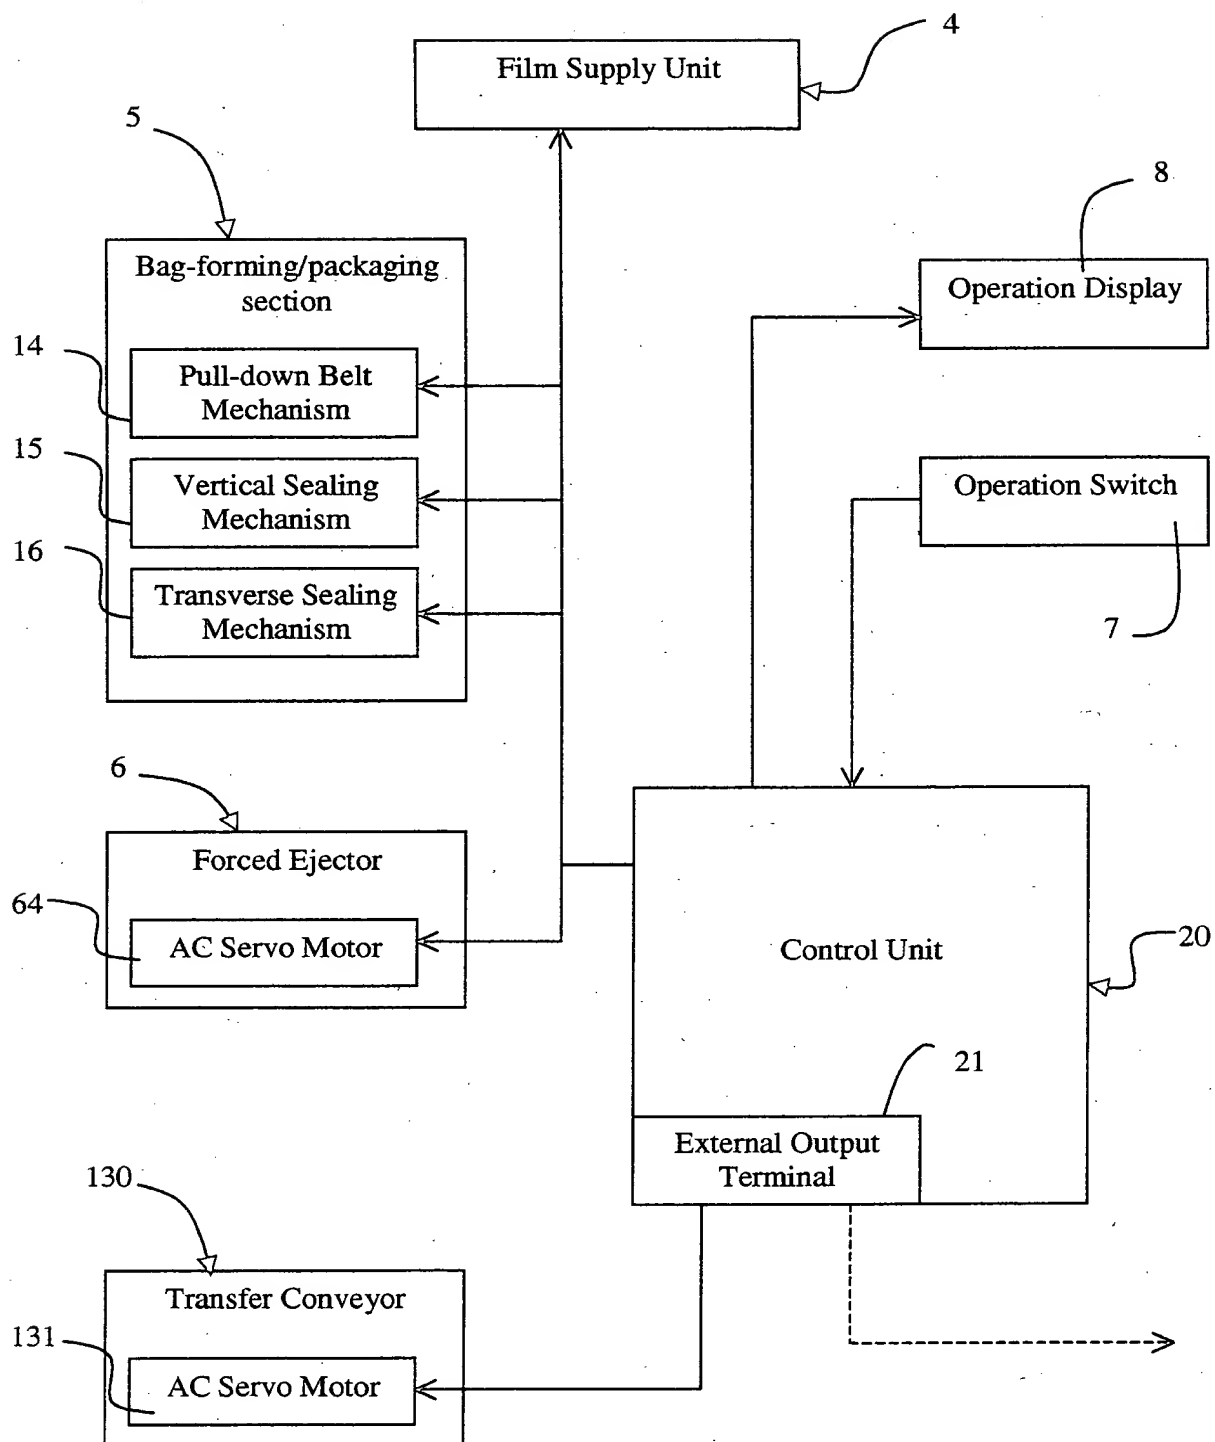 4
Film Supply Unit
5
8
Bag-forming/packaging
section
Operation Display
14
Pull-down Belt
Mechanism
15
Vertical Sealing
Mechanism
Operation Switch
16
Transverse Sealing
Mechanism
7
6
Forced Ejector
64
AC Servo Motor
Control Unit
20
21
External Output
Terminal
130
Transfer Conveyor
131
AC Servo Motor